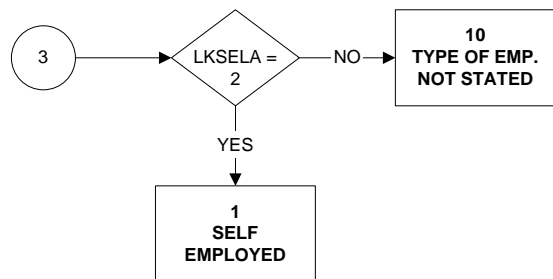 3
LKSELA =
2
NO
10
TYPE OF EMP.
NOT STATED
YES
1
SELF
EMPLOYED